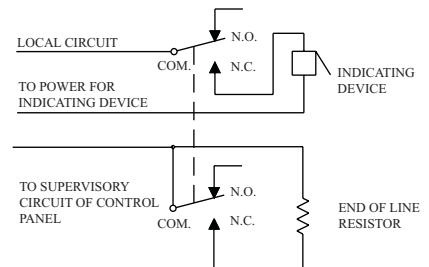 LOCAL CIRCUIT
N.O.
COM.
N.C.
TO POWER FOR
INDICATING DEVICE
INDICATING
DEVICE
TO SUPERVISORY
CIRCUIT OF CONTROL
PANEL
N.O.
COM.
N.C.
END OF LINE
RESISTOR